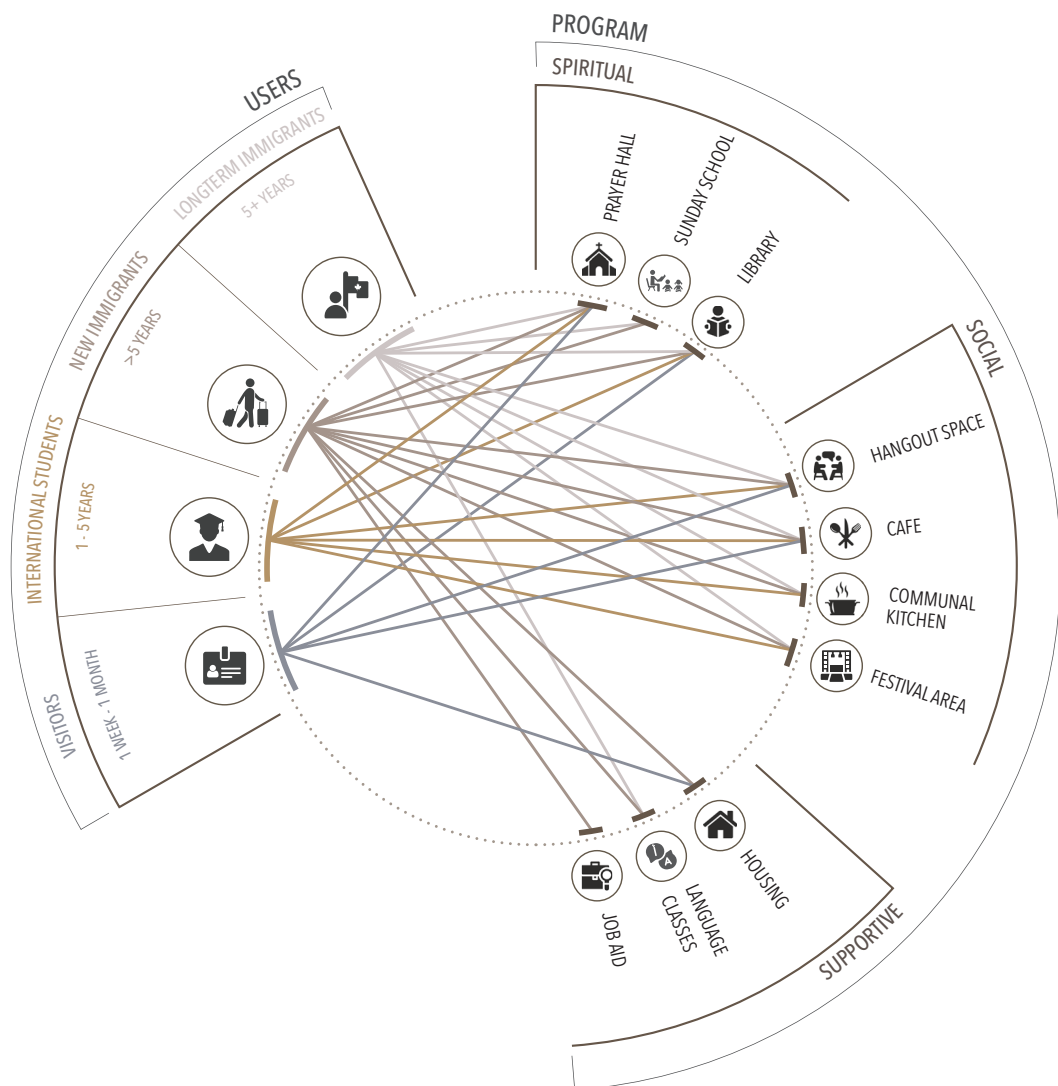 USERS
LONGTERM IMMIGRANTS
5+ YEARS
NEW IMMIGRANTS
>5 YEARS
INTERNATIONAL STUDENTS
1 - 5 YEARS
VISITORS
1 WEEK - 1 MONTH
PROGRAM
SPIRITUAL
PRAYER HALL
SUNDAY SCHOOL
LIBRARY
SOCIAL
HANGOUT SPACE
CAFE
COMMUNAL
KITCHEN
FESTIVAL AREA
SUPPORTIVE
HOUSING
LANGUAGE
CLASSES
JOB AID
A